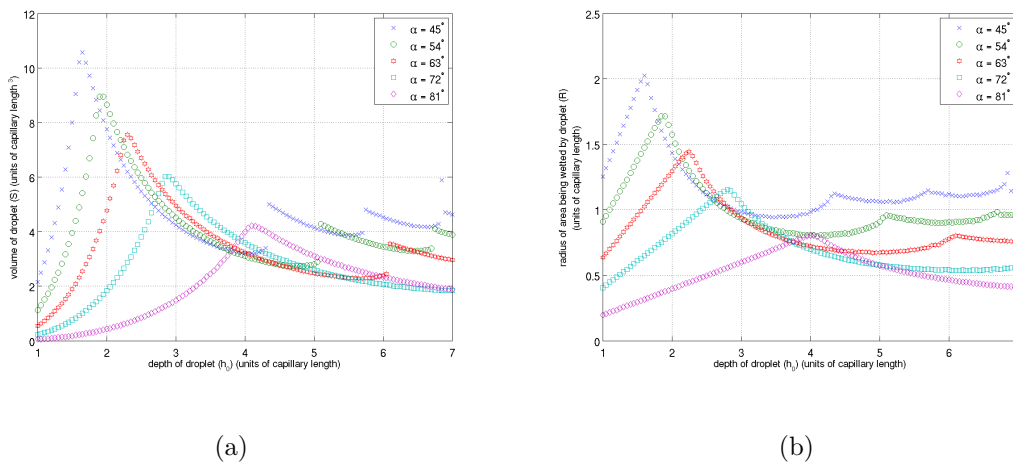 12
10
8
6
4
2
0
1
2
3
4
5
6
7
volume of droplet (S) (units of capillary length ³)
depth of droplet (h₀) (units of capillary length)
α = 45°
α = 54°
α = 63°
α = 72°
α = 81°
(a)
2.5
2
1.5
1
0.5
0
1
2
3
4
5
6
radius of area being wetted by droplet (R)
(units of capillary length)
depth of droplet (h₀) (units of capillary length)
α = 45°
α = 54°
α = 63°
α = 72°
α = 81°
(b)